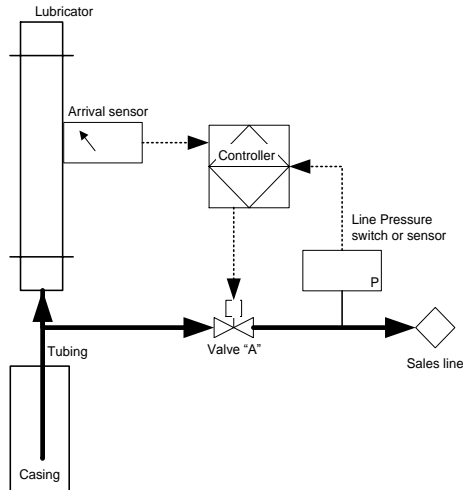 Lubricator
Arrival sensor
Controller
Line Pressure
switch or sensor
P
Valve “A”
Tubing
Sales line
Casing